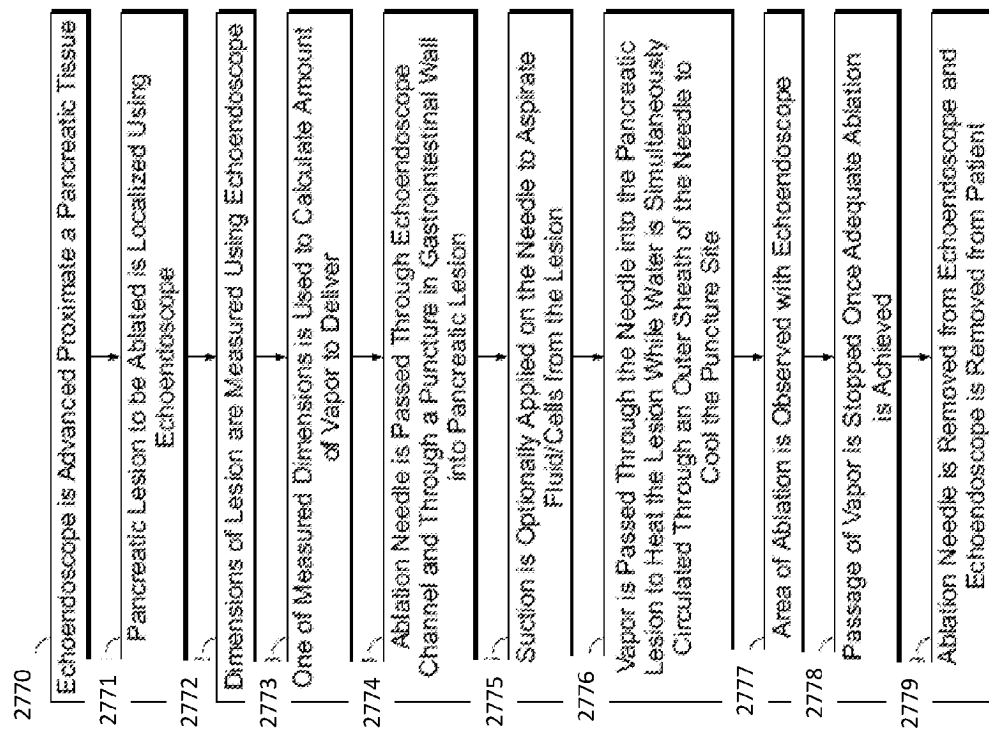 2770
Echoendoscope is Advanced Proximate a Pancreatic Tissue
2771
Pancreatic Lesion to be Ablated is Localized Using
Echoendoscope
2772
Dimensions of Lesion are Measured Using Echoendoscope
2773
One of Measured Dimensions is Used to Calculate Amount
of Vapor to Deliver
2774
Ablation Needle is Passed Through Echoendoscope
Channel and Through a Puncture in Gastrointestinal Wall
into Pancrealic Lesion
2775
Suction is Optionally Applied on the Needle to Aspirate
Fluid/Cells from the Lesion
2776
Vapor is Passed Through the Needle into the Pancreatic
Lesion to Heat the Lesion While Water is Simultaneously
Circulated Through an Outer Sheath of the Needle to
Cool the Puncture Site
2777
Area of Ablation is Observed with Echoendoscope
2778
Passage of Vapor is Stopped Once Adequate Ablation
is Achieved
2779
Ablation Needle is Removed from Echoendoscope and
Echoendoscope is Removed from Patient